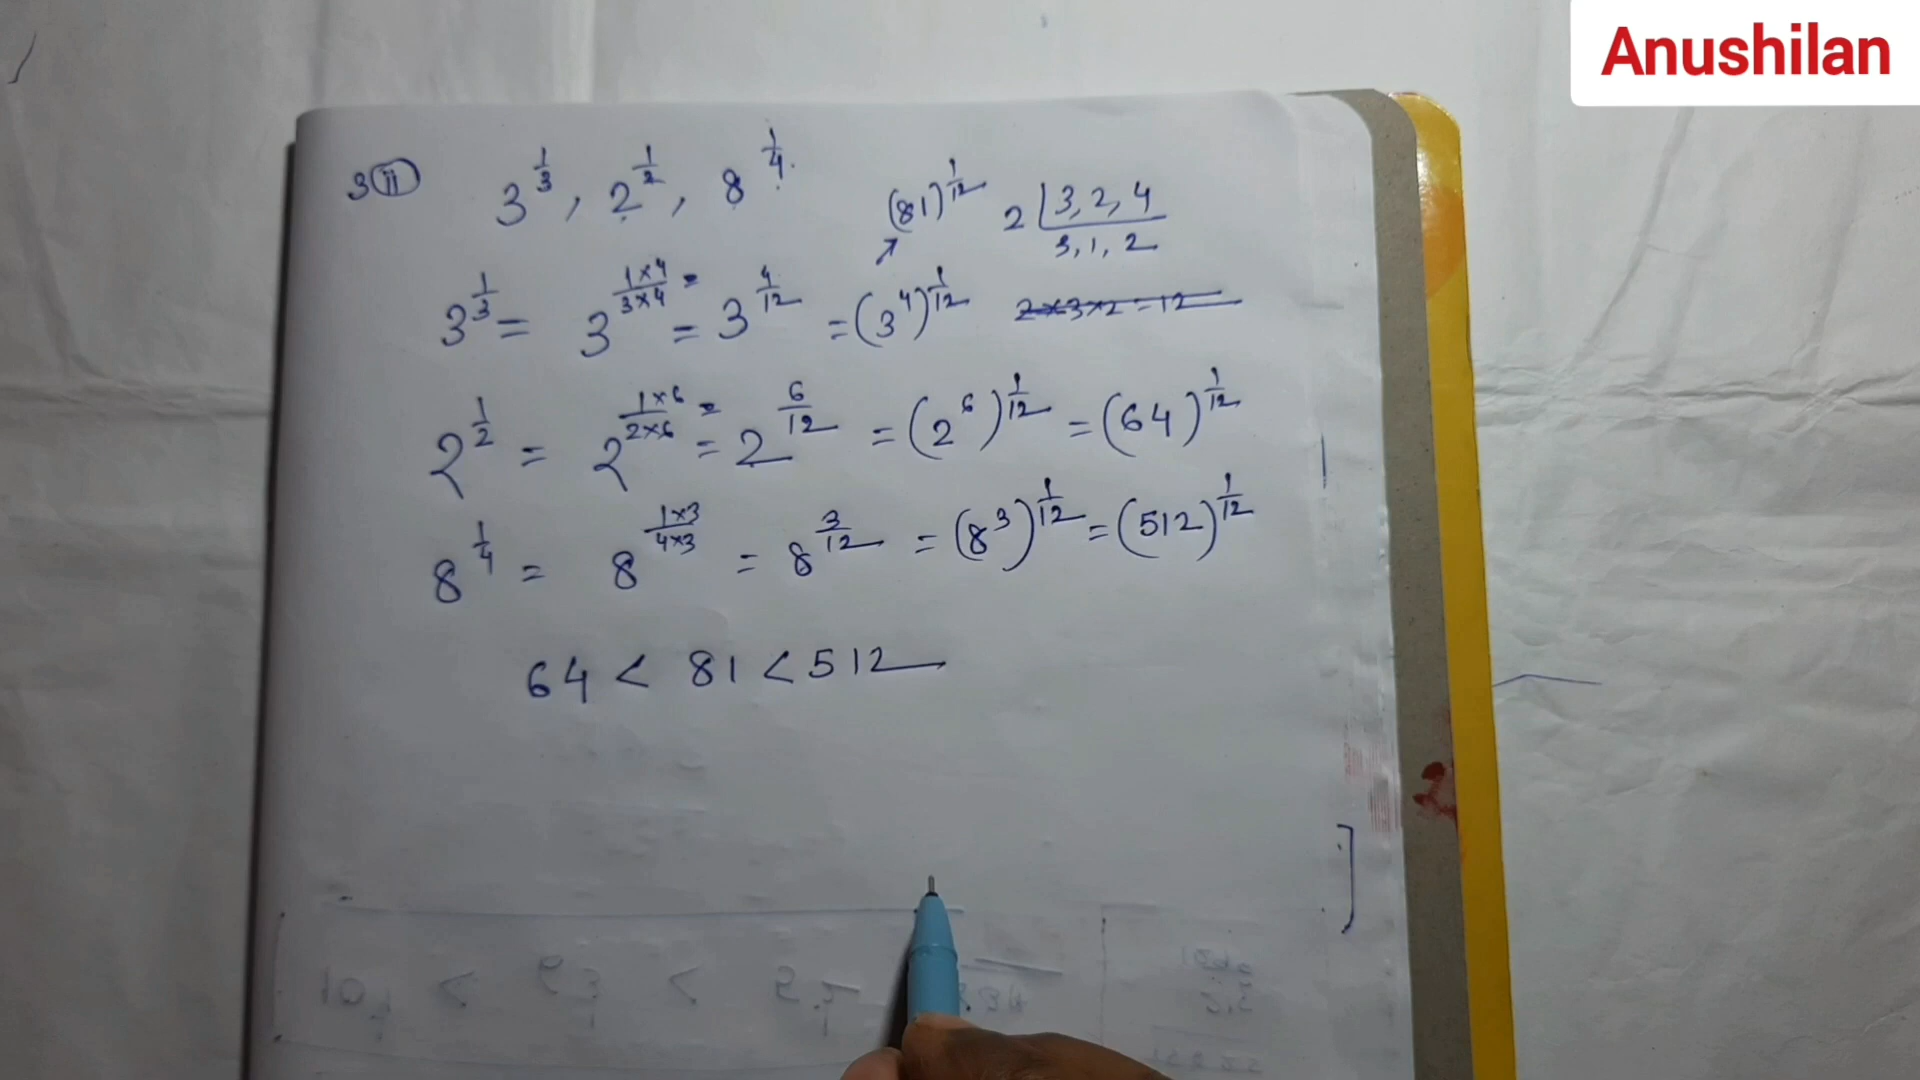 Anushilan
3(ii) 3^{1/3}, 2^{1/2}, 8^{1/4}.
(81)^{1/12}
2 | 3, 2, 4
3, 1, 2
3^{1/3} = 3^{(1×4)/(3×4)} = = 3^{4/12} = (3^4)^{1/12}
2×3×2 = 12
2^{1/2} = 2^{(1×6)/(2×6)} = = 2^{6/12} = (2^6)^{1/12} = (64)^{1/12}
8^{1/4} = 8^{(1×3)/(4×3)} = 8^{3/12} = (8^3)^{1/12} = (512)^{1/12}
64 < 81 < 512